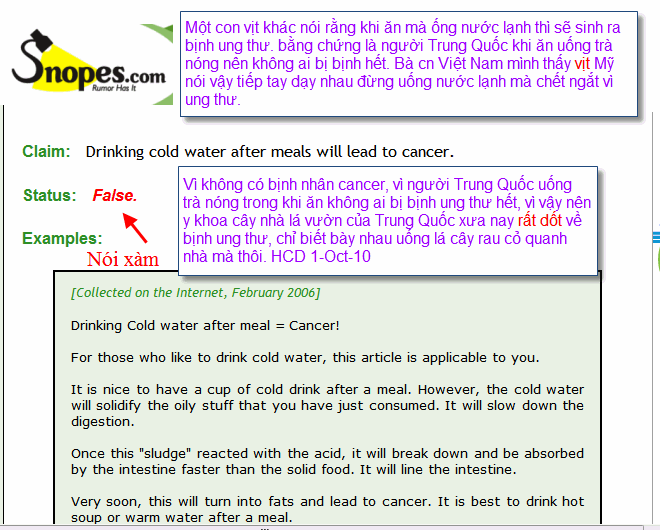 Snopes.com
Rumor Has It
Một con vịt khác nói rằng khi ăn mà ống nước lạnh thì sẽ sinh ra
bịnh ung thư. bằng chứng là người Trung Quốc khi ăn uống trà
nóng nên không ai bị bịnh hết. Bà cn Việt Nam mình thấy vịt Mỹ
nói vậy tiếp tay dạy nhau đừng uống nước lạnh mà chết ngắt vì
ung thư.
Claim: Drinking cold water after meals will lead to cancer.
Status: False.
Vì không có bịnh nhân cancer, vì người Trung Quốc uống
trà nóng trong khi ăn không ai bị bịnh ung thư hết, vì vậy nên
y khoa cây nhà lá vườn của Trung Quốc xưa nay rất dốt về
bịnh ung thư, chỉ biết bày nhau uống lá cây rau cỏ quanh
nhà mà thôi. HCD 1-Oct-10
Examples:
Nói xàm
[Collected on the Internet, February 2006]
Drinking Cold water after meal = Cancer!
For those who like to drink cold water, this article is applicable to you.
It is nice to have a cup of cold drink after a meal. However, the cold water
will solidify the oily stuff that you have just consumed. It will slow down the
digestion.
Once this "sludge" reacted with the acid, it will break down and be absorbed
by the intestine faster than the solid food. It will line the intestine.
Very soon, this will turn into fats and lead to cancer. It is best to drink hot
soup or warm water after a meal.